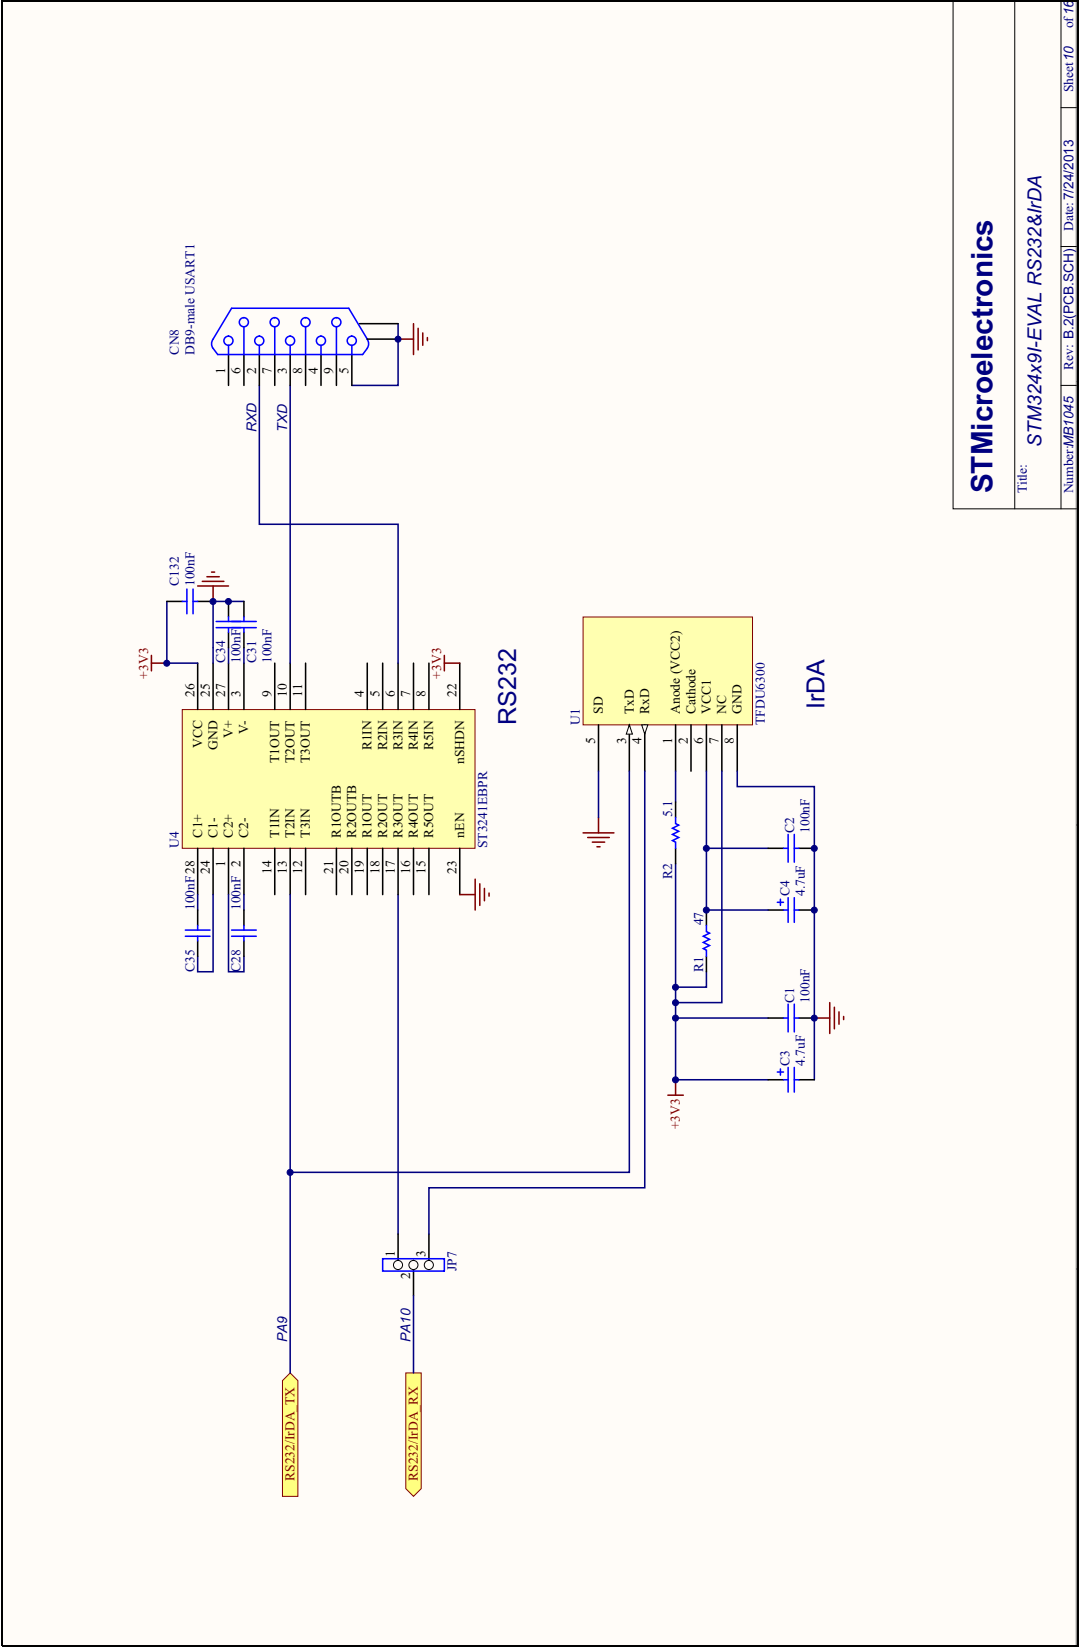 RS232/IrDA_TX
PA9
RS232/IrDA_RX
PA10
JP7
1
2
3
U4
C35
100nF
C28
100nF
28
24
1
2
14
13
12
21
20
19
18
17
16
15
23
C1+
C1-
C2+
C2-
T1IN
T2IN
T3IN
R1OUTB
R2OUTB
R1OUT
R2OUT
R3OUT
R4OUT
R5OUT
nEN
VCC
GND
V+
V-
T1OUT
T2OUT
T3OUT
R1IN
R2IN
R3IN
R4IN
R5IN
nSHDN
26
25
27
3
9
10
11
4
5
6
7
8
22
ST3241EBPR
+3V3
C132
100nF
C34
100nF
C31
100nF
+3V3
RS232
CN8
DB9-male USART1
1
6
2
7
3
8
4
9
5
RXD
TXD
U1
SD
TxD
RxD
Anode (VCC2)
Cathode
VCC1
NC
GND
5
3
4
1
2
6
7
8
TFDU6300
IrDA
R2
5.1
R1
47
+3V3
C3
4.7uF
C1
100nF
C4
4.7uF
C2
100nF
+
+
STMicroelectronics
Title:
STM324x9I-EVAL RS232&IrDA
Number:MB1045
Rev: B.2(PCB.SCH)
Date: 7/24/2013
Sheet 10 of 16